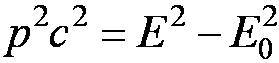 p²c² = E² − E₀²